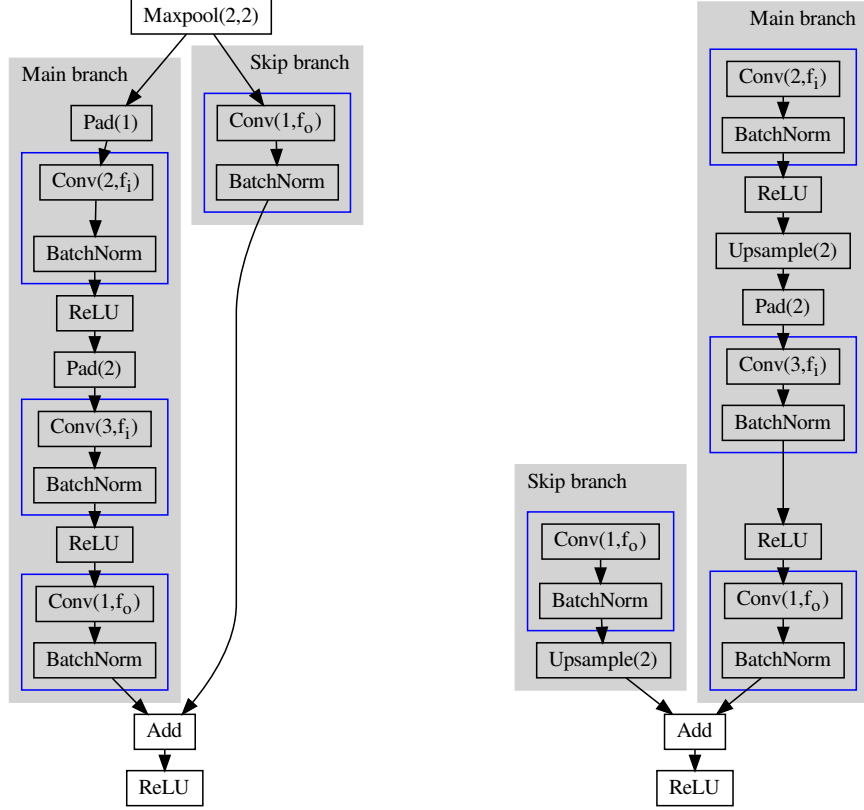 Maxpool(2,2)
Main branch
Pad(1)
Conv(2,fi)
BatchNorm
ReLU
Pad(2)
Conv(3,fi)
BatchNorm
ReLU
Conv(1,fo)
BatchNorm
Skip branch
Conv(1,fo)
BatchNorm
Add
ReLU
Skip branch
Conv(1,fo)
BatchNorm
Upsample(2)
Main branch
Conv(2,fi)
BatchNorm
ReLU
Upsample(2)
Pad(2)
Conv(3,fi)
BatchNorm
ReLU
Conv(1,fo)
BatchNorm
Add
ReLU